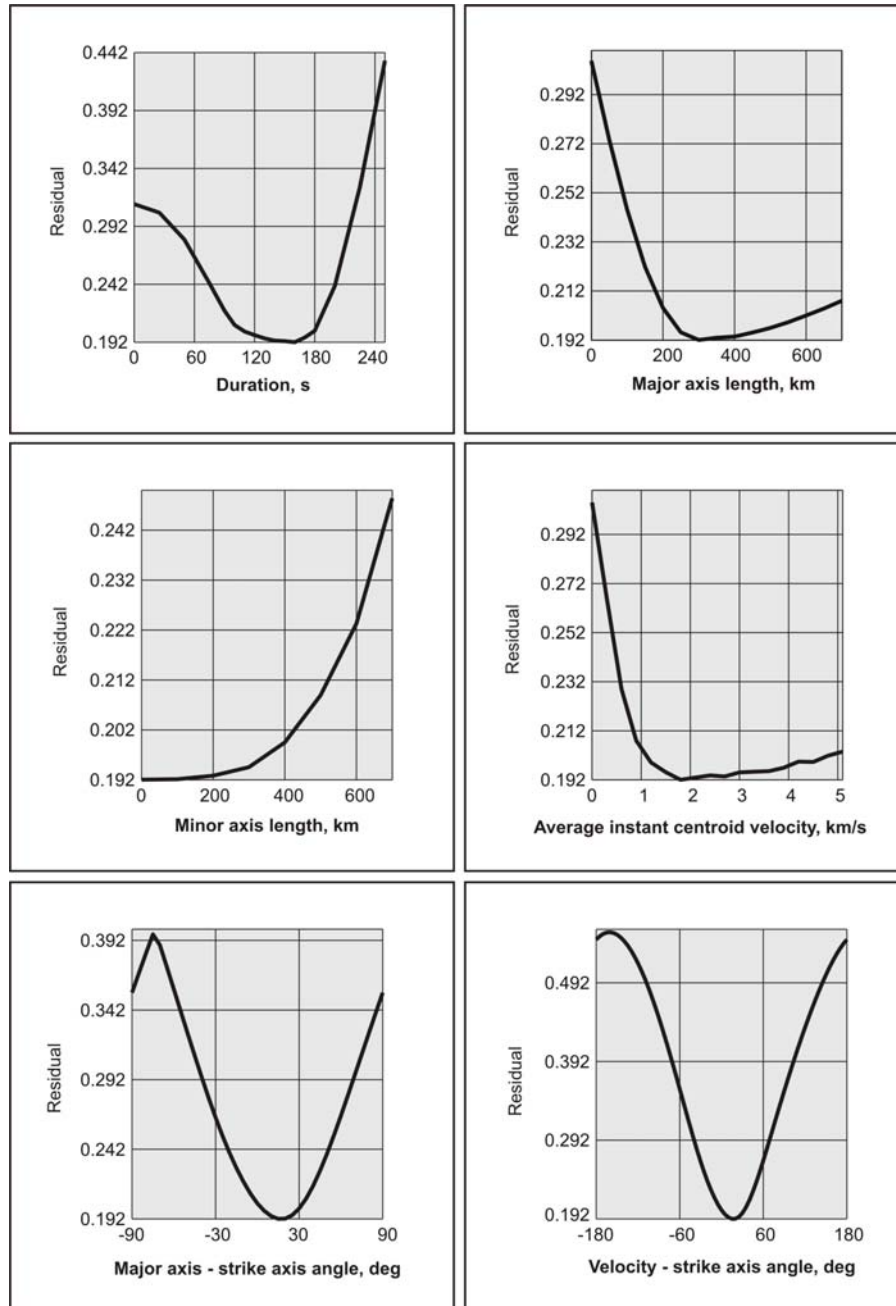 0.442
0.392
0.342
0.292
0.242
0.192
Residual
0 60 120 180 240
Duration, s
0.292
0.272
0.252
0.232
0.212
0.192
Residual
0 200 400 600
Major axis length, km
0.242
0.232
0.222
0.212
0.202
0.192
Residual
0 200 400 600
Minor axis length, km
0.292
0.272
0.252
0.232
0.212
0.192
Residual
0 1 2 3 4 5
Average instant centroid velocity, km/s
0.392
0.342
0.292
0.242
0.192
Residual
-90 -30 30 90
Major axis - strike axis angle, deg
0.492
0.392
0.292
0.192
Residual
-180 -60 60 180
Velocity - strike axis angle, deg